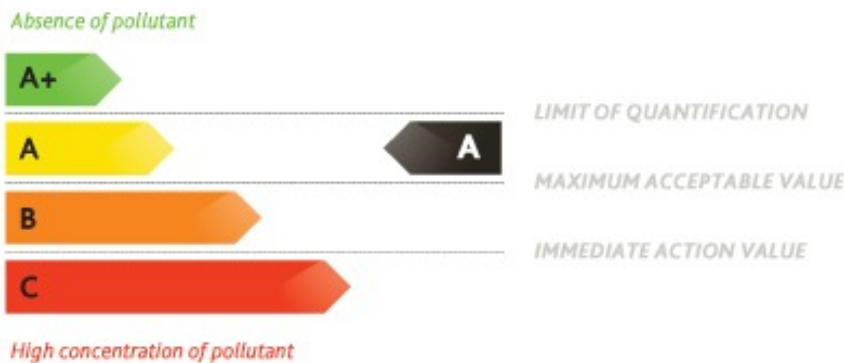 Absence of pollutant
A+
LIMIT OF QUANTIFICATION
A
A
MAXIMUM ACCEPTABLE VALUE
B
IMMEDIATE ACTION VALUE
C
High concentration of pollutant